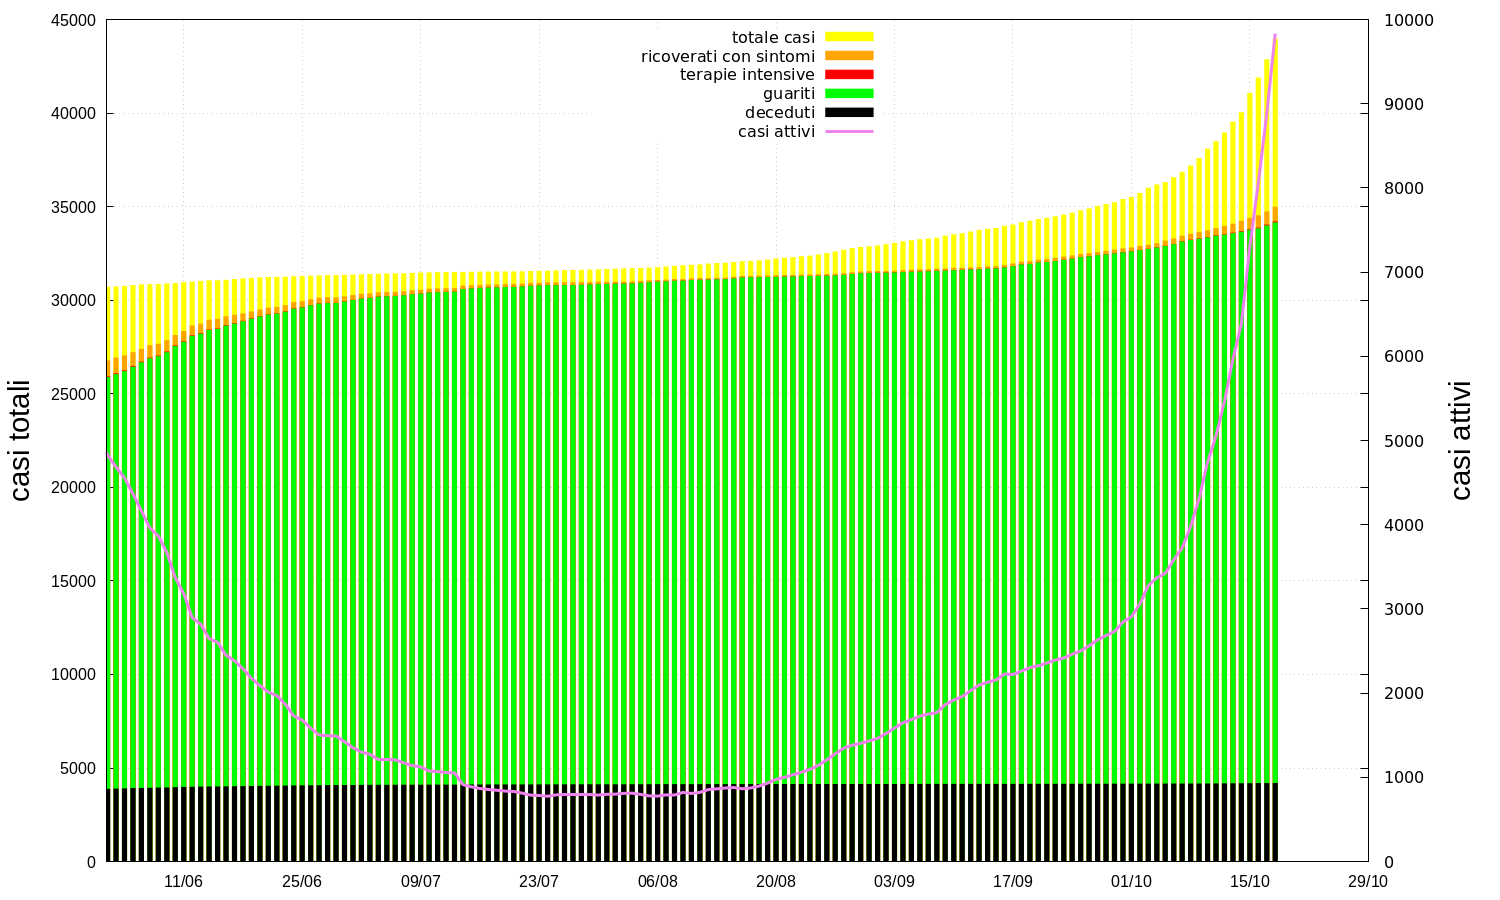 45000
40000
35000
30000
25000
20000
15000
10000
5000
0
casi totali
totale casi
ricoverati con sintomi
terapie intensive
guariti
deceduti
casi attivi
10000
9000
8000
7000
6000
5000
4000
3000
2000
1000
0
casi attivi
11/06 25/06 09/07 23/07 06/08 20/08 03/09 17/09 01/10 15/10 29/10